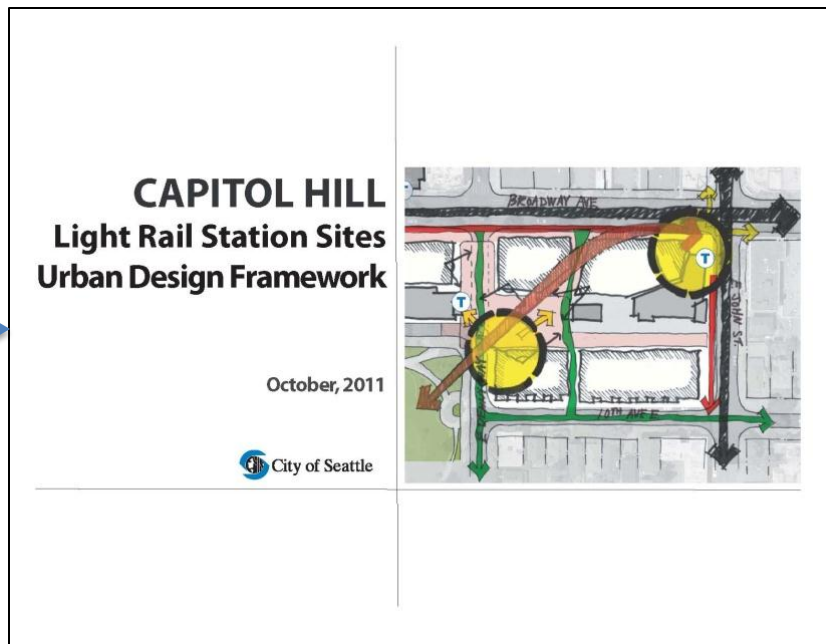 CAPITOL HILL
Light Rail Station Sites
Urban Design Framework
October, 2011
City of Seattle
BROADWAY AVE
T
T
E JOHN ST.
10TH AVE E